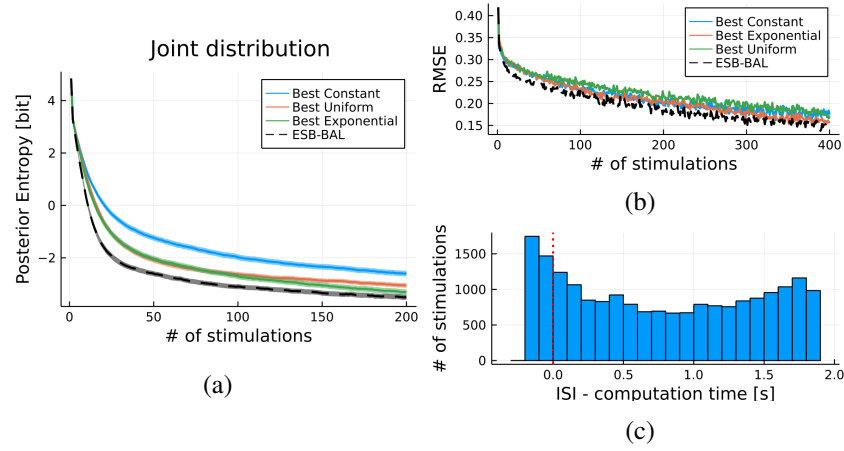 Joint distribution
Posterior Entropy [bit]
4
2
0
−2
0
50
100
150
200
# of stimulations
Best Constant
Best Uniform
Best Exponential
ESB-BAL
(a)
RMSE
0.40
0.35
0.30
0.25
0.20
0.15
0
100
200
300
400
# of stimulations
Best Constant
Best Exponential
Best Uniform
ESB-BAL
(b)
# of stimulations
1500
1000
500
0
0.0
0.5
1.0
1.5
2.0
ISI - computation time [s]
(c)